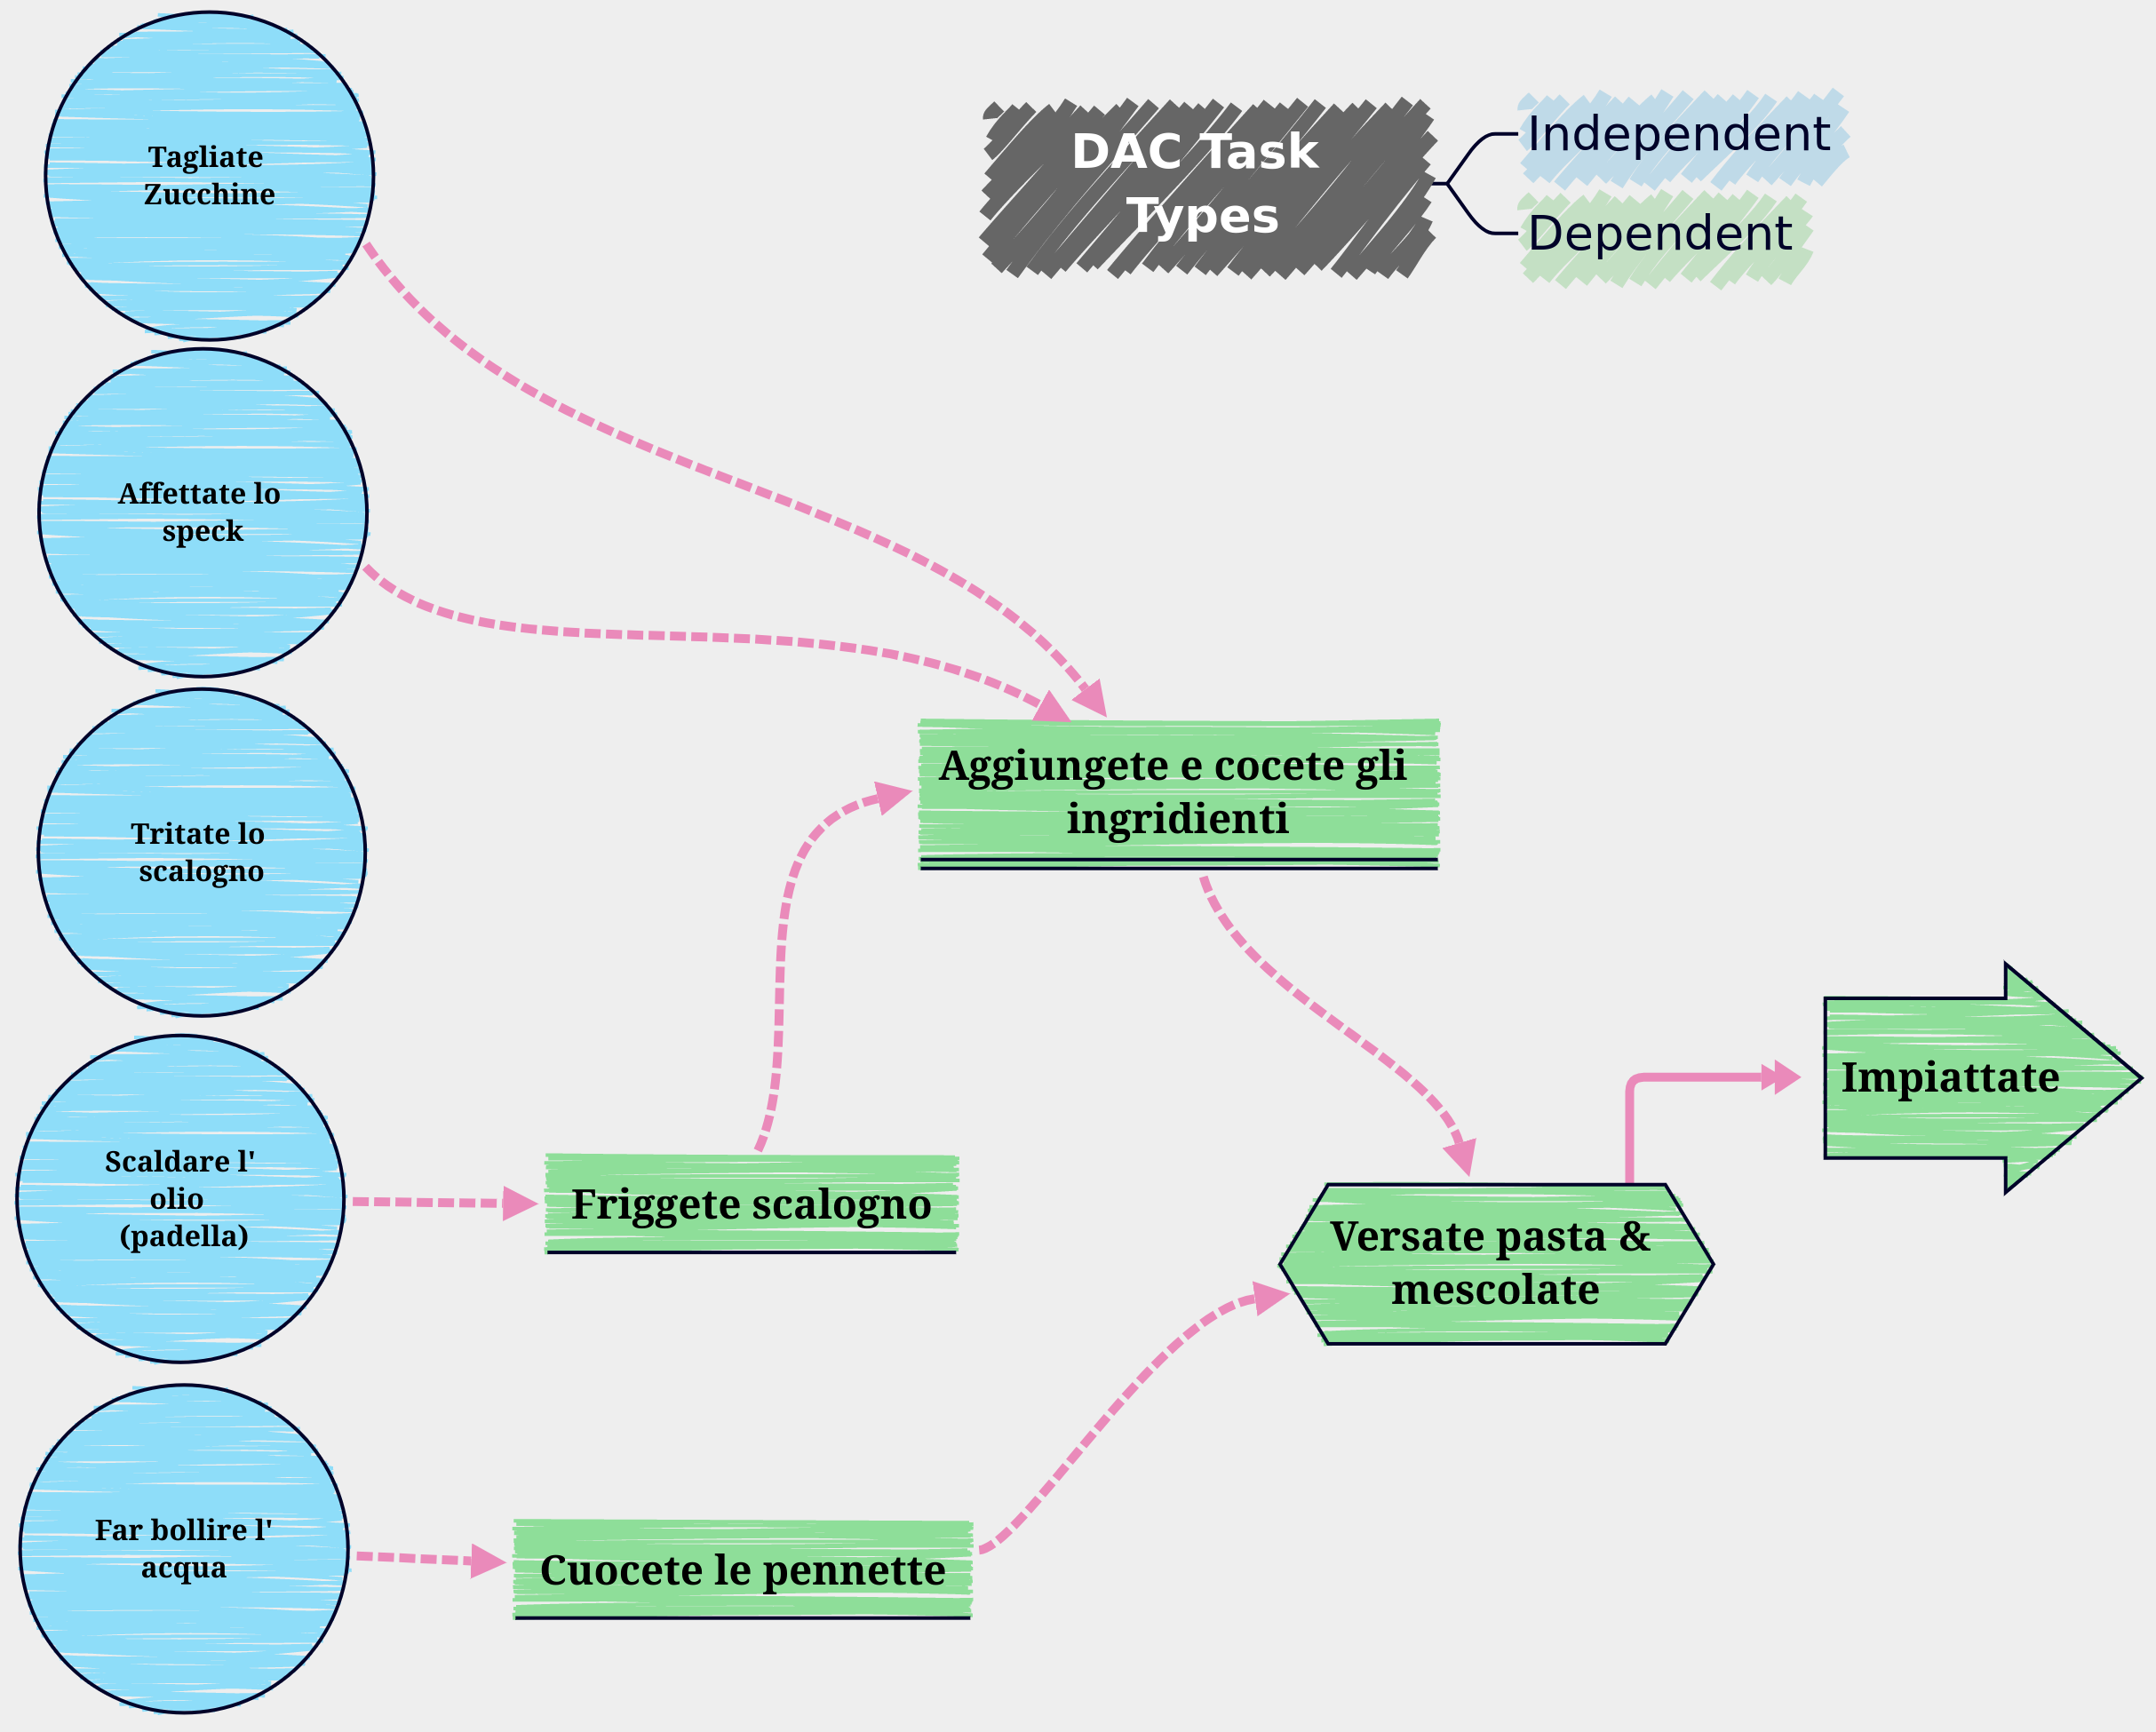 Tagliate
Zucchine
Affettate lo
speck
Tritate lo
scalogno
Scaldare l'
olio
(padella)
Far bollire l'
acqua
DAC Task
Types
Independent
Dependent
Aggiungete e cocete gli
ingridienti
Friggete scalogno
Cuocete le pennette
Versate pasta &
mescolate
Impiattate